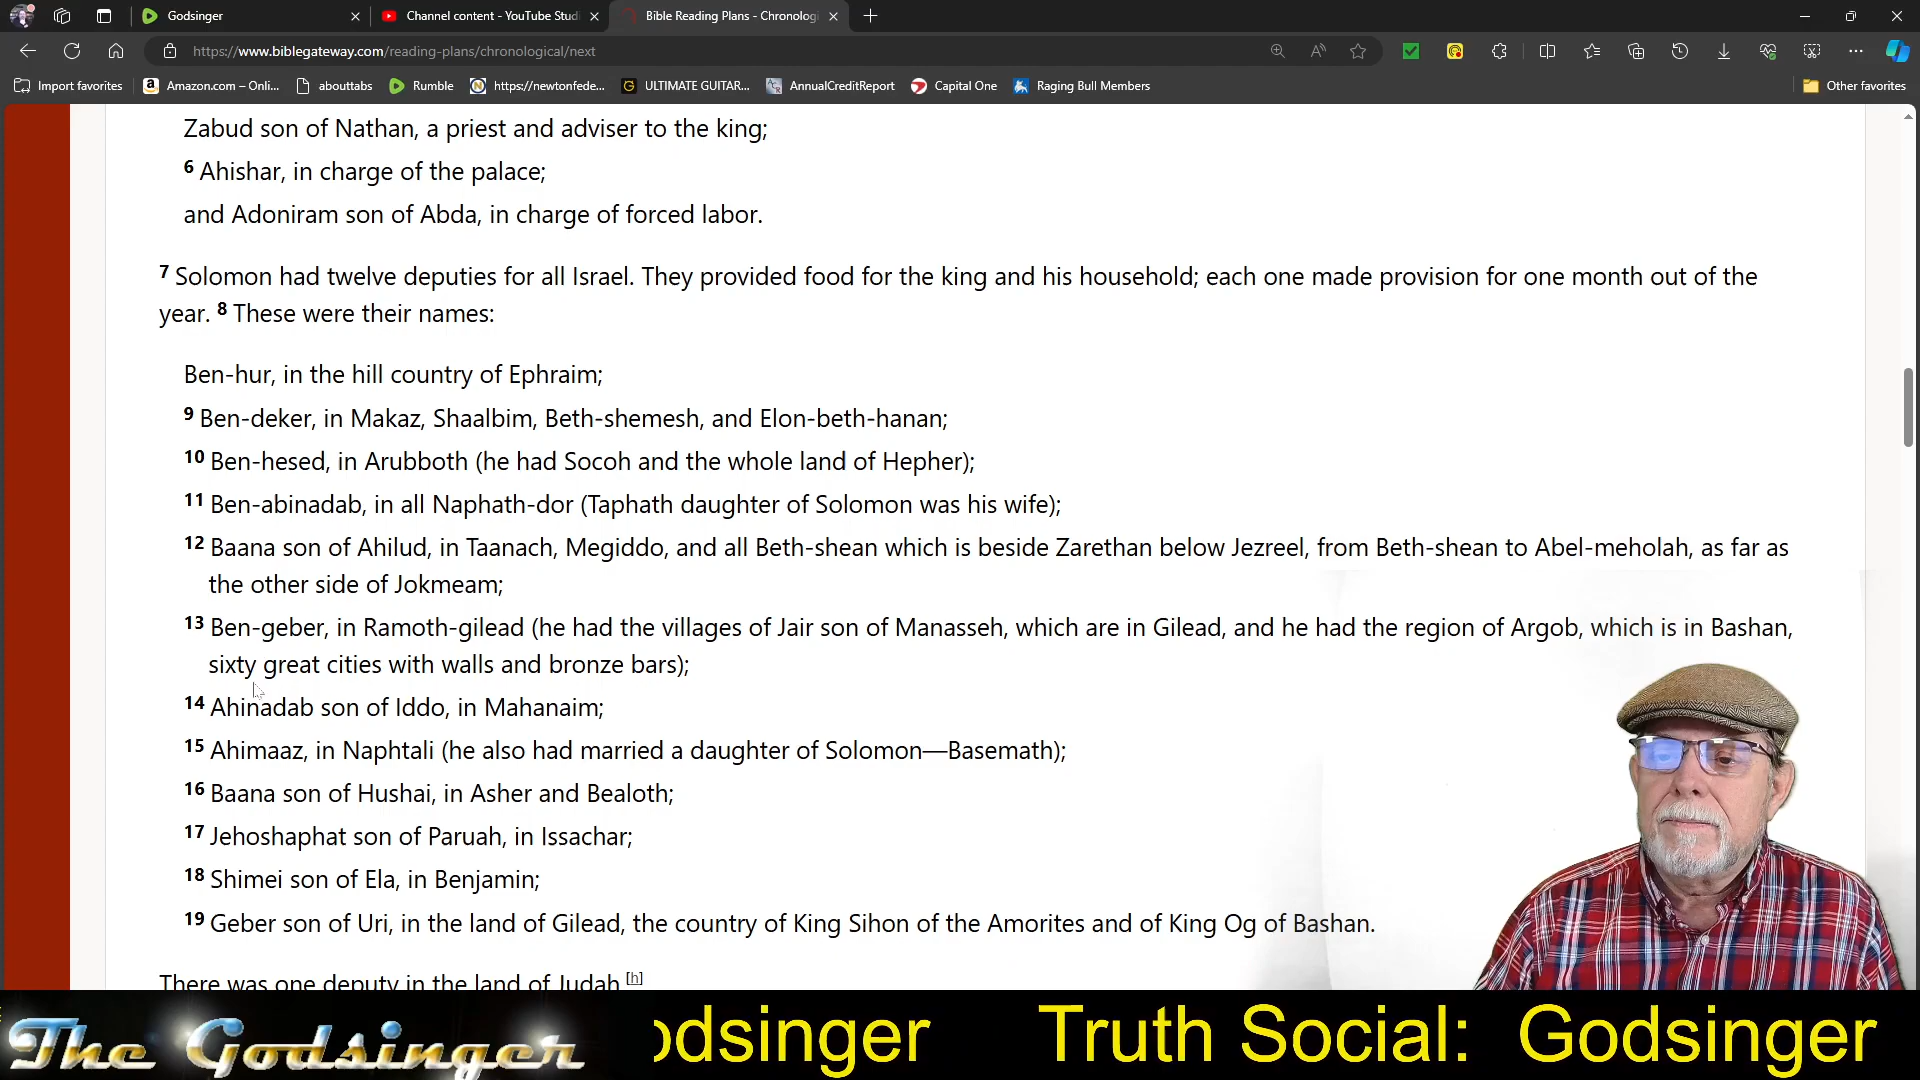 Godsinger
Channel content - YouTube Studi
Bible Reading Plans - Chronologi
https://www.biblegateway.com/reading-plans/chronological/next
Import favorites
Amazon.com – Onli...
abouttabs
Rumble
https://newtonfede...
ULTIMATE GUITAR...
AnnualCreditReport
Capital One
Raging Bull Members
Other favorites
Zabud son of Nathan, a priest and adviser to the king;
6 Ahishar, in charge of the palace;
and Adoniram son of Abda, in charge of forced labor.
7 Solomon had twelve deputies for all Israel. They provided food for the king and his household; each one made provision for one month out of the
year. 8 These were their names:
Ben-hur, in the hill country of Ephraim;
9 Ben-deker, in Makaz, Shaalbim, Beth-shemesh, and Elon-beth-hanan;
10 Ben-hesed, in Arubboth (he had Socoh and the whole land of Hepher);
11 Ben-abinadab, in all Naphath-dor (Taphath daughter of Solomon was his wife);
12 Baana son of Ahilud, in Taanach, Megiddo, and all Beth-shean which is beside Zarethan below Jezreel, from Beth-shean to Abel-meholah, as far as
the other side of Jokmeam;
13 Ben-geber, in Ramoth-gilead (he had the villages of Jair son of Manasseh, which are in Gilead, and he had the region of Argob, which is in Bashan,
sixty great cities with walls and bronze bars);
14 Ahinadab son of Iddo, in Mahanaim;
15 Ahimaaz, in Naphtali (he also had married a daughter of Solomon—Basemath);
16 Baana son of Hushai, in Asher and Bealoth;
17 Jehoshaphat son of Paruah, in Issachar;
18 Shimei son of Ela, in Benjamin;
19 Geber son of Uri, in the land of Gilead, the country of King Sihon of the Amorites and of King Og of Bashan.
There was one deputy in the land of Judah.[h]
The Godsinger
odsinger Truth Social: Godsinger